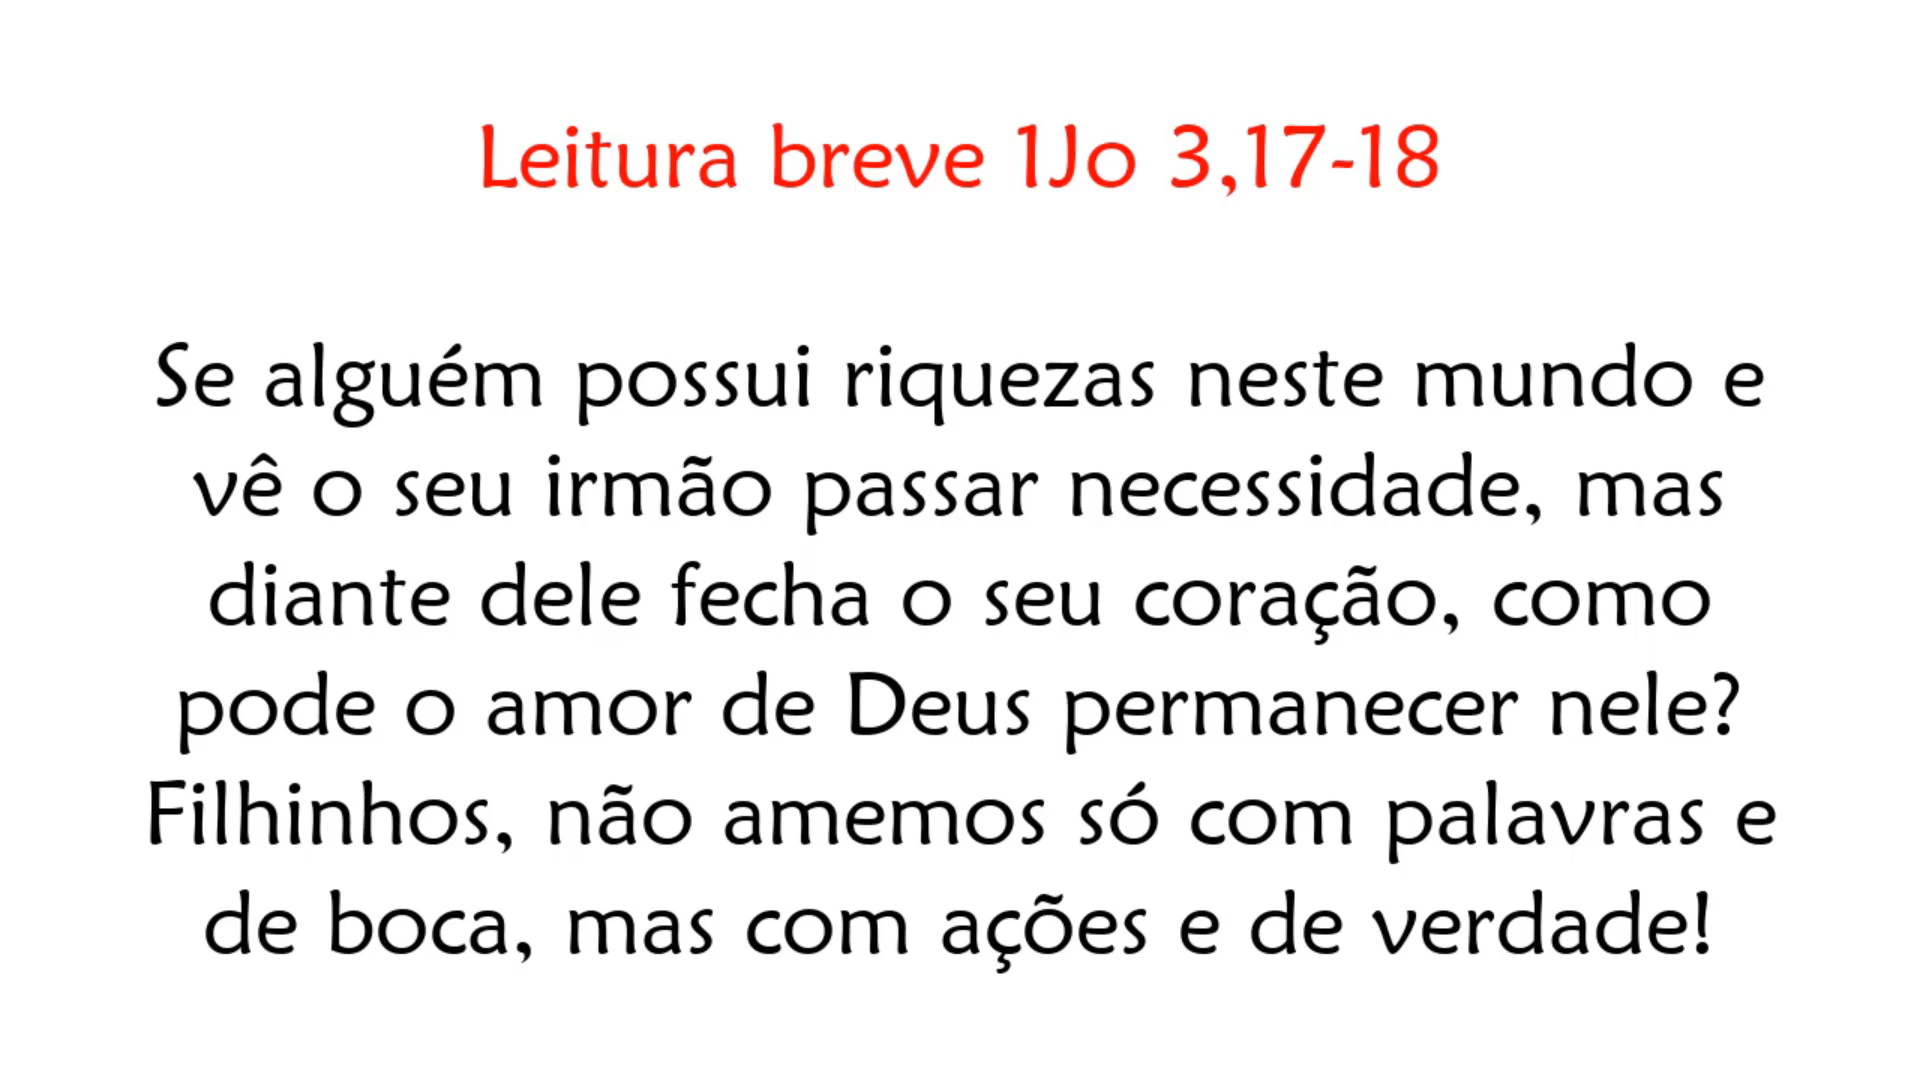 Leitura breve 1Jo 3,17-18
Se alguém possui riquezas neste mundo e
vê o seu irmão passar necessidade, mas
diante dele fecha o seu coração, como
pode o amor de Deus permanecer nele?
Filhinhos, não amemos só com palavras e
de boca, mas com ações e de verdade!